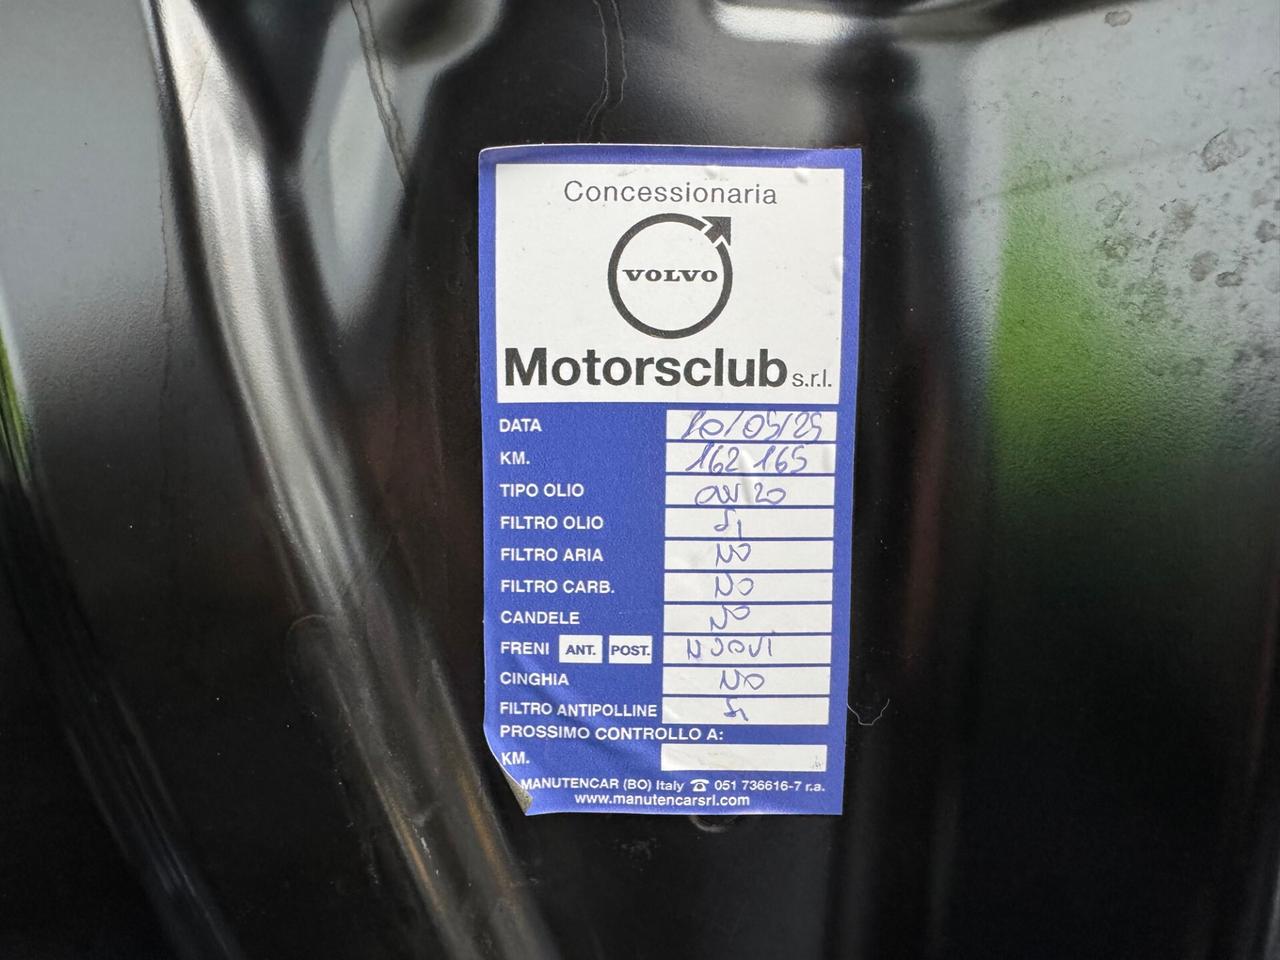 Concessionaria
VOLVO
Motorsclub s.r.l.
DATA 10/05/25
KM. 162 165
TIPO OLIO 0W20
FILTRO OLIO SI
FILTRO ARIA NO
FILTRO CARB. NO
CANDELE NO
FRENI ANT. POST. NUOVI
CINGHIA NO
FILTRO ANTIPOLLINE SI
PROSSIMO CONTROLLO A:
KM.
MANUTENCAR (BO) Italy ☎ 051 736616-7 r.a.
www.manutencarsrl.com